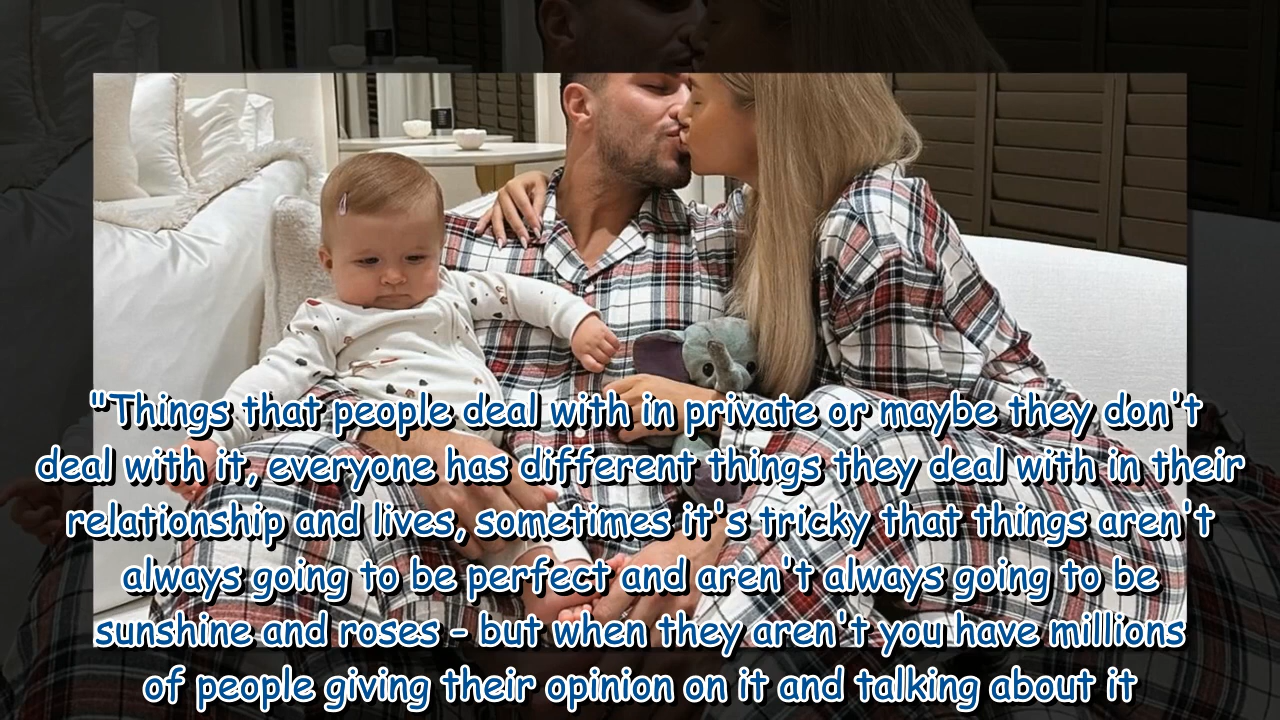 "Things that people deal with in private or maybe they don't
deal with it, everyone has different things they deal with in their
relationship and lives, sometimes it's tricky that things aren't
always going to be perfect and aren't always going to be
sunshine and roses - but when they aren't you have millions
of people giving their opinion on it and talking about it